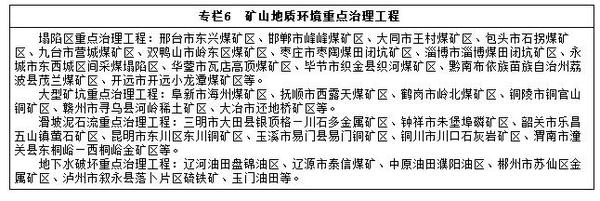 专栏6 矿山地质环境重点治理工程
塌陷区重点治理工程：邢台市东兴煤矿区、邯郸市峰峰煤矿区、大同市王村煤矿区、包头市石拐煤矿
区、九台市营城煤矿区、双鸭山市岭东区煤矿区、枣庄市枣陶煤田闭坑矿区、淄博市淄博煤田闭坑矿区、永
城市东西城区间采煤塌陷区、华蓥市瓦店高顶煤矿区、毕节市织金县织河煤矿区、黔南布依族苗族自治州荔
波县茂兰煤矿区、开远市开远小龙潭煤矿区等。
大型矿坑重点治理工程：阜新市海州煤矿区、抚顺市西露天煤矿区、鹤岗市岭北煤矿区、铜陵市铜官山
铜矿区、赣州市寻乌县河岭稀土矿区、大冶市还地桥矿区等。
滑坡泥石流重点治理工程：三明市大田县银顶格－川石多金属矿区、钟祥市朱堡埠磷矿区、韶关市乐昌
五山镇萤石矿区、昆明市东川区东川铜矿区、玉溪市易门县易门铜矿区、铜川市川口石灰岩矿区、渭南市潼
关县东桐峪－西桐峪金矿区等。
地下水破坏重点治理工程：辽河油田盘锦油区、辽源市泰信煤矿、中原油田濮阳油区、郴州市苏仙区金
属矿区、泸州市叙永县落卜片区硫铁矿、玉门油田等。